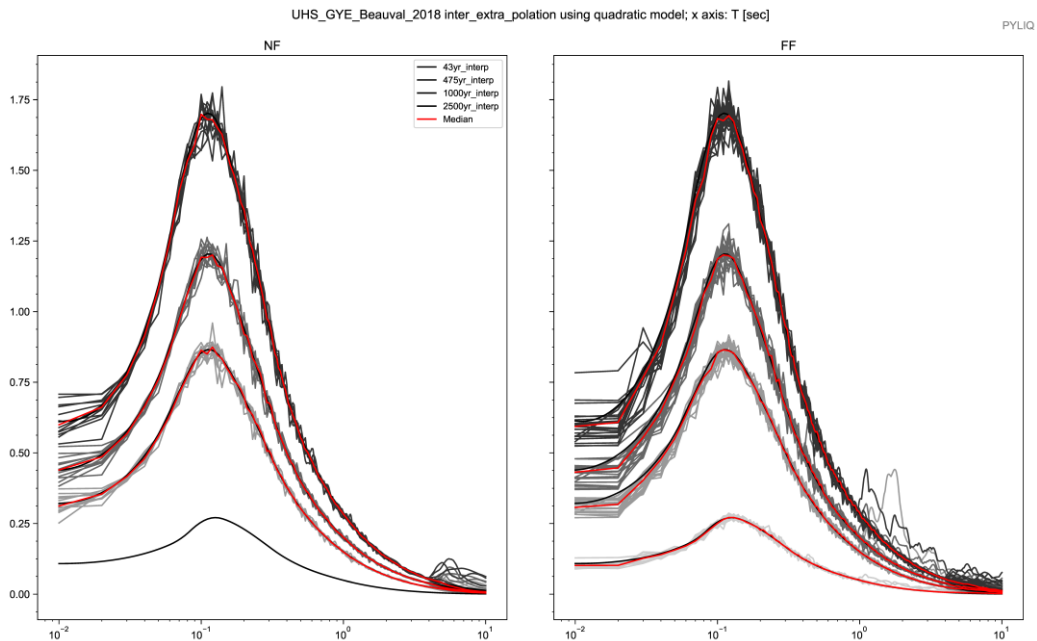 UHS_GYE_Beauval_2018 inter_extra_polation using quadratic model; x axis: T [sec]
PYLIQ
NF
FF
43yr_interp
475yr_interp
1000yr_interp
2500yr_interp
Median
1.75
1.50
1.25
1.00
0.75
0.50
0.25
0.00
10⁻²
10⁻¹
10⁰
10¹
10⁻²
10⁻¹
10⁰
10¹